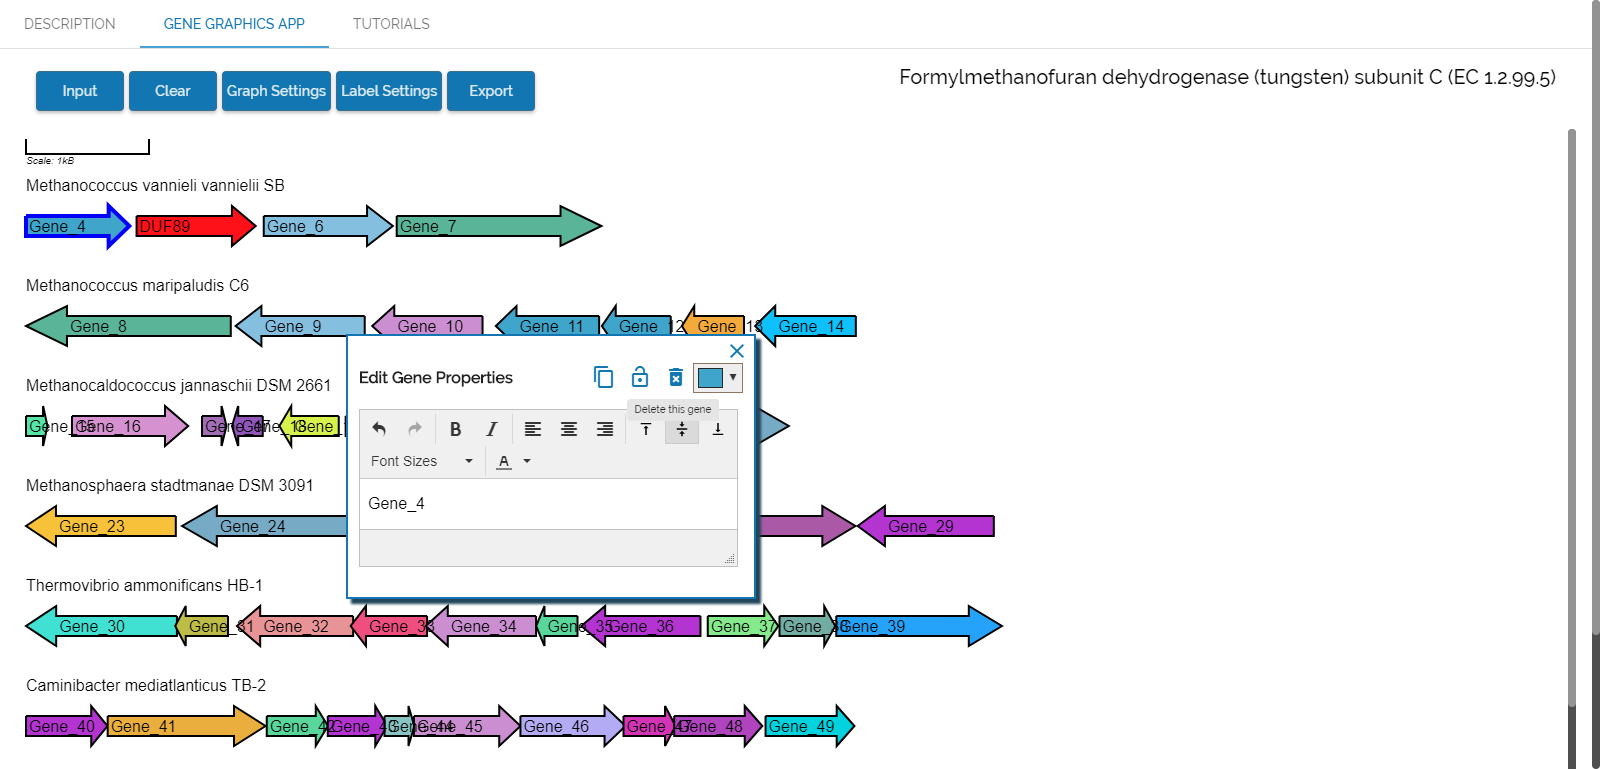 DESCRIPTION GENE GRAPHICS APP TUTORIALS
Input Clear Graph Settings Label Settings Export
Formylmethanofuran dehydrogenase (tungsten) subunit C (EC 1.2.99.5)
Scale: 1kB
Methanococcus vannieli vannielii SB
Gene_4 DUF89 Gene_6 Gene_7
Methanococcus maripaludis C6
Gene_8 Gene_9 Gene_10 Gene_11 Gene_12 Gene_13 Gene_14
Edit Gene Properties
Methanocaldococcus jannaschii DSM 2661
Delete this gene
Gene_15 Gene_16 Gene_17 Gene_18 Gene_
B I A
Font Sizes
Methanosphaera stadtmanae DSM 3091
Gene_4
Gene_23 Gene_24 Gene_29
Thermovibrio ammonificans HB-1
Gene_30 Gene_31 Gene_32 Gene_33 Gene_34 Gene_35 Gene_36 Gene_37 Gene_38 Gene_39
Caminibacter mediatlanticus TB-2
Gene_40 Gene_41 Gene_42 Gene_43 Gene_44 Gene_45 Gene_46 Gene_47 Gene_48 Gene_49